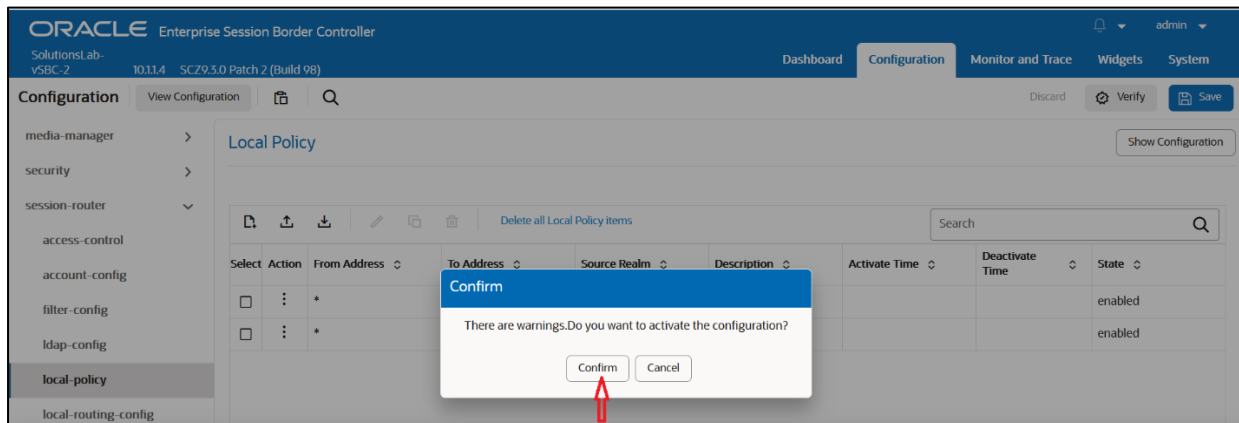 ORACLE Enterprise Session Border Controller
admin
SolutionsLab-
vSBC-2 10.1.1.4 SCZ9.3.0 Patch 2 (Build 98)
Dashboard Configuration Monitor and Trace Widgets System
Configuration View Configuration Discard Verify Save
media-manager
Local Policy Show Configuration
security
session-router
Delete all Local Policy items Search
access-control
Select Action From Address To Address Source Realm Description Activate Time Deactivate Time State
account-config
Confirm
* enabled
filter-config
There are warnings.Do you want to activate the configuration?
* enabled
ldap-config
Confirm Cancel
local-policy
local-routing-config